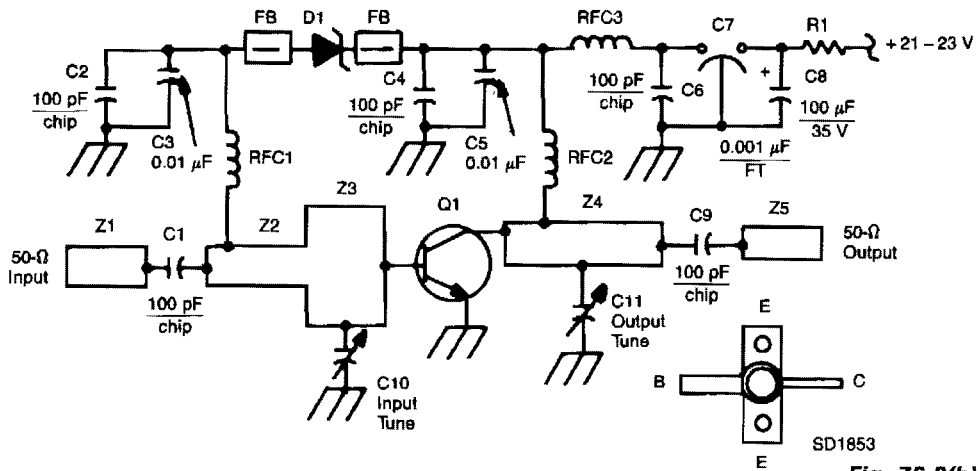 FB D1 FB RFC3 C7 R1
+21 – 23 V
C2
100 pF
chip
C3
0.01 µF
RFC1
C4
100 pF
chip
C5
0.01 µF
RFC2
100 pF
chip
C6
0.001 µF
FT
+
C8
100 µF
35 V
Z1
50-Ω
Input
C1
100 pF
chip
Z2
Z3
Q1
Z4
C9
100 pF
chip
Z5
50-Ω
Output
C10
Input
Tune
C11
Output
Tune
E
B
C
SD1853
E